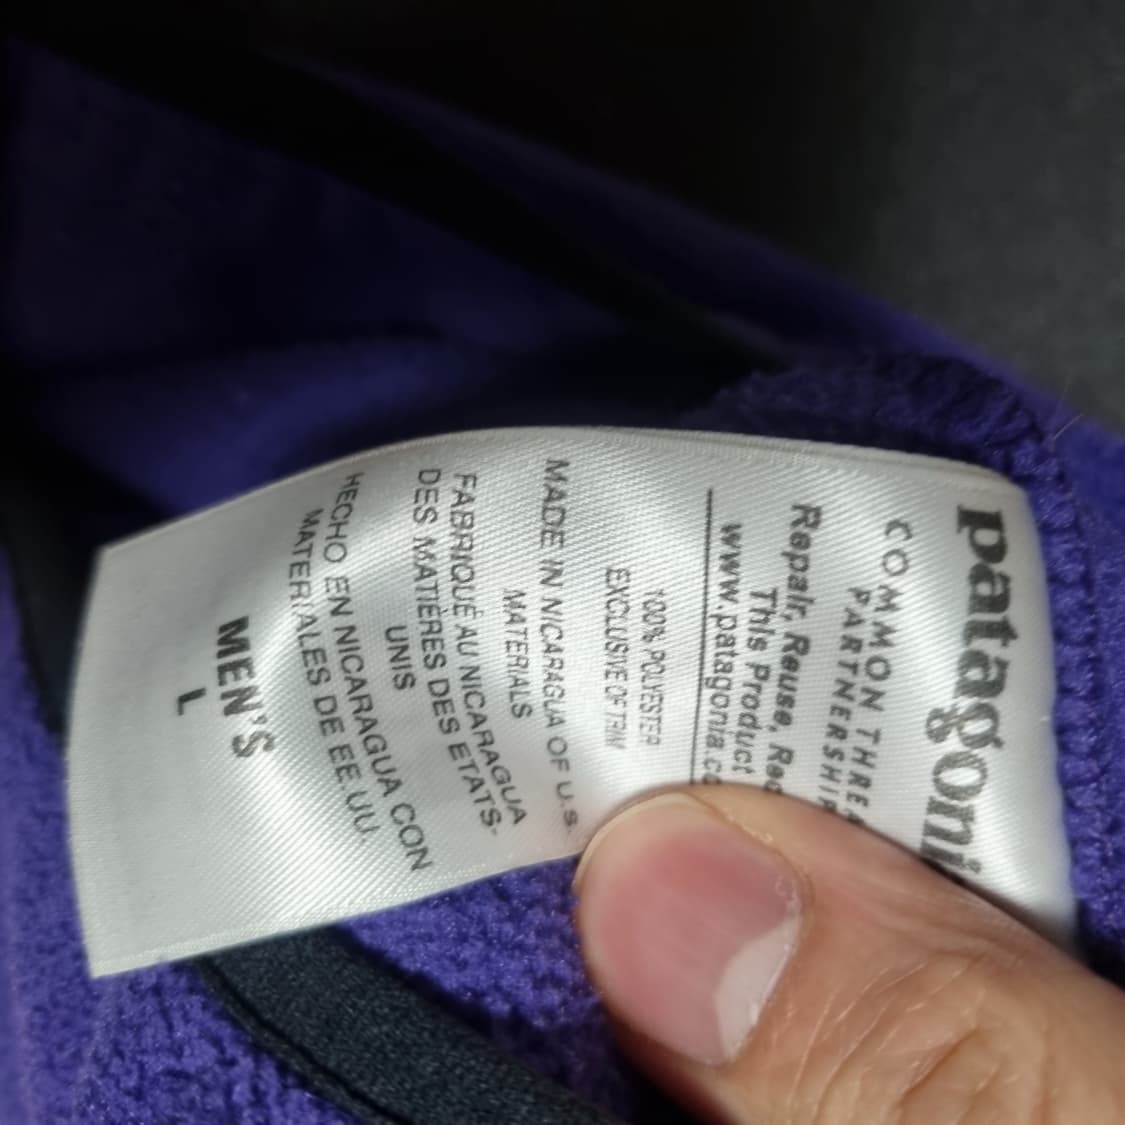 patagoni
COMMON THREA
PARTNERSHIP
Repair, Reuse, Rec
This Product
www.patagonia.co
100% POLYESTER
EXCLUSIVE OF TRIM
MADE IN NICARAGUA OF U.S.
MATERIALS
FABRIQUÉ AU NICARAGUA
DES MATIÈRES DES ETATS-
UNIS
HECHO EN NICARAGUA CON
MATERIALES DE EE.UU
MEN'S
L